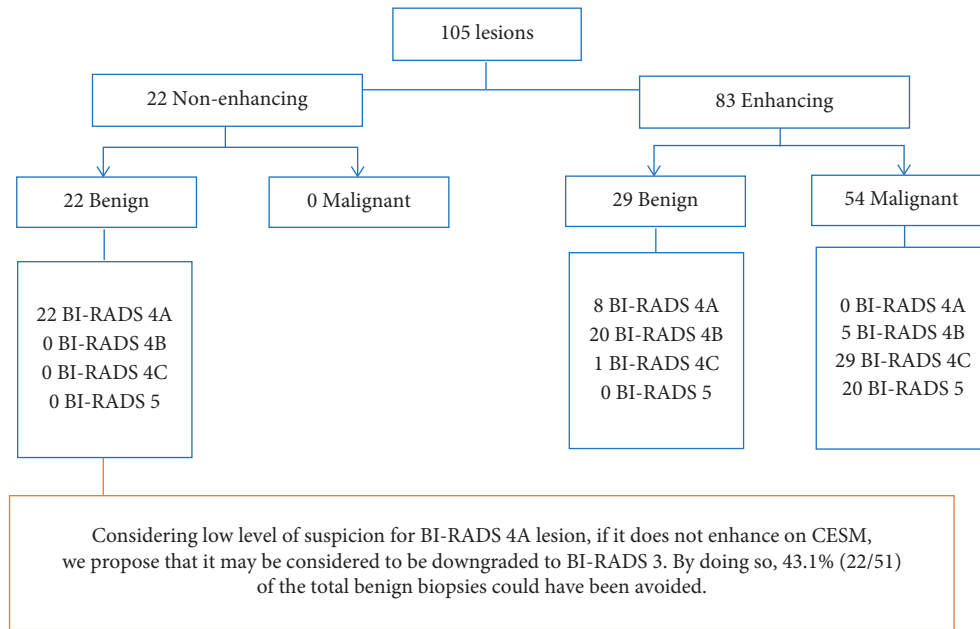 105 lesions
22 Non-enhancing
83 Enhancing
22 Benign
0 Malignant
29 Benign
54 Malignant
22 BI-RADS 4A
0 BI-RADS 4B
0 BI-RADS 4C
0 BI-RADS 5
8 BI-RADS 4A
20 BI-RADS 4B
1 BI-RADS 4C
0 BI-RADS 5
0 BI-RADS 4A
5 BI-RADS 4B
29 BI-RADS 4C
20 BI-RADS 5
Considering low level of suspicion for BI-RADS 4A lesion, if it does not enhance on CESM,
we propose that it may be considered to be downgraded to BI-RADS 3. By doing so, 43.1% (22/51)
of the total benign biopsies could have been avoided.